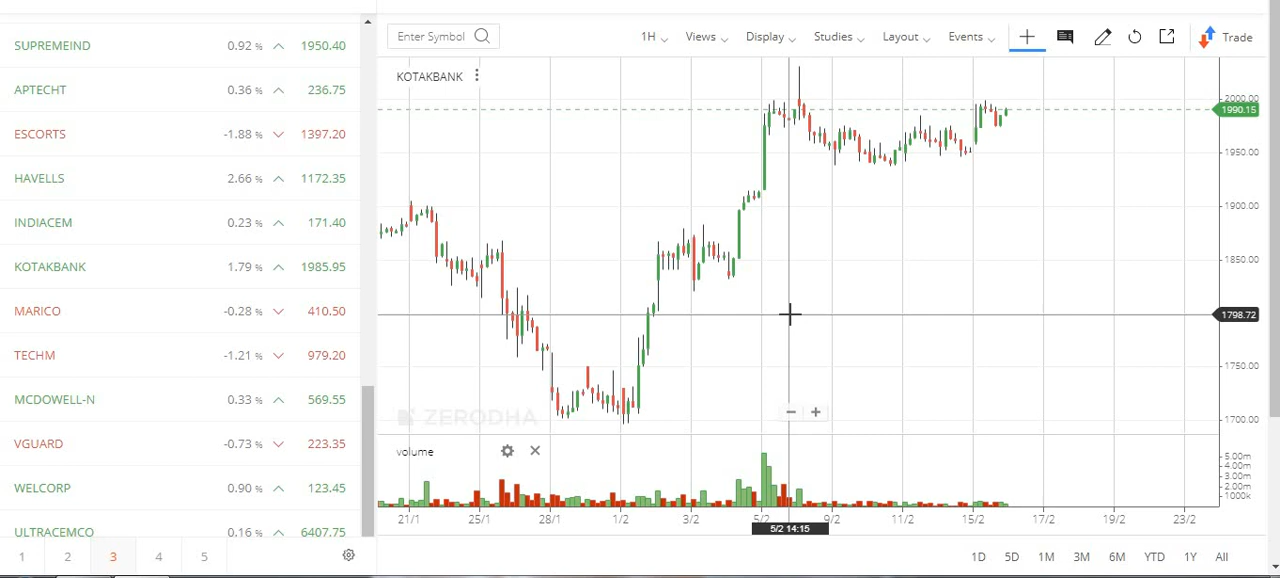 SUPREMEIND 0.92 % 1950.40
APTECHT 0.36 % 236.75
ESCORTS -1.88 % 1397.20
HAVELLS 2.66 % 1172.35
INDIACEM 0.23 % 171.40
KOTAKBANK 1.79 % 1985.95
MARICO -0.28 % 410.50
TECHM -1.21 % 979.20
MCDOWELL-N 0.33 % 569.55
VGUARD -0.73 % 223.35
WELCORP 0.90 % 123.45
ULTRACEMCO 0.16 % 6407.75
1 2 3 4 5
Enter Symbol 1H Views Display Studies Layout Events Trade
KOTAKBANK
2000.00
1990.15
1950.00
1900.00
1850.00
1798.72
1750.00
1700.00
ZERODHA
volume
5.00m
4.00m
3.00m
2.00m
1000k
21/1 25/1 28/1 1/2 3/2 5/2 9/2 11/2 15/2 17/2 19/2 23/2
5/2 14:15
1D 5D 1M 3M 6M YTD 1Y All